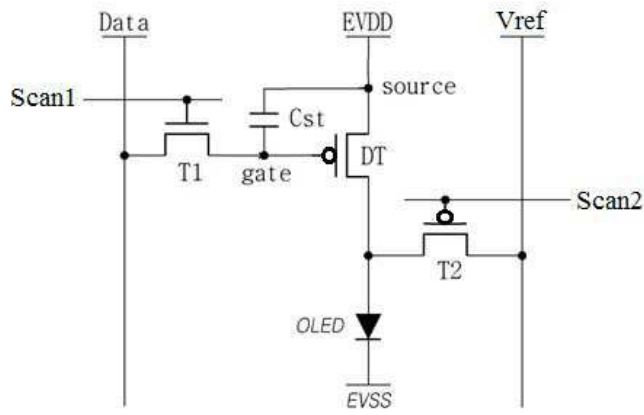 Data
EVDD
Vref
Scan1
source
Cst
DT
T1
gate
Scan2
T2
OLED
EVSS